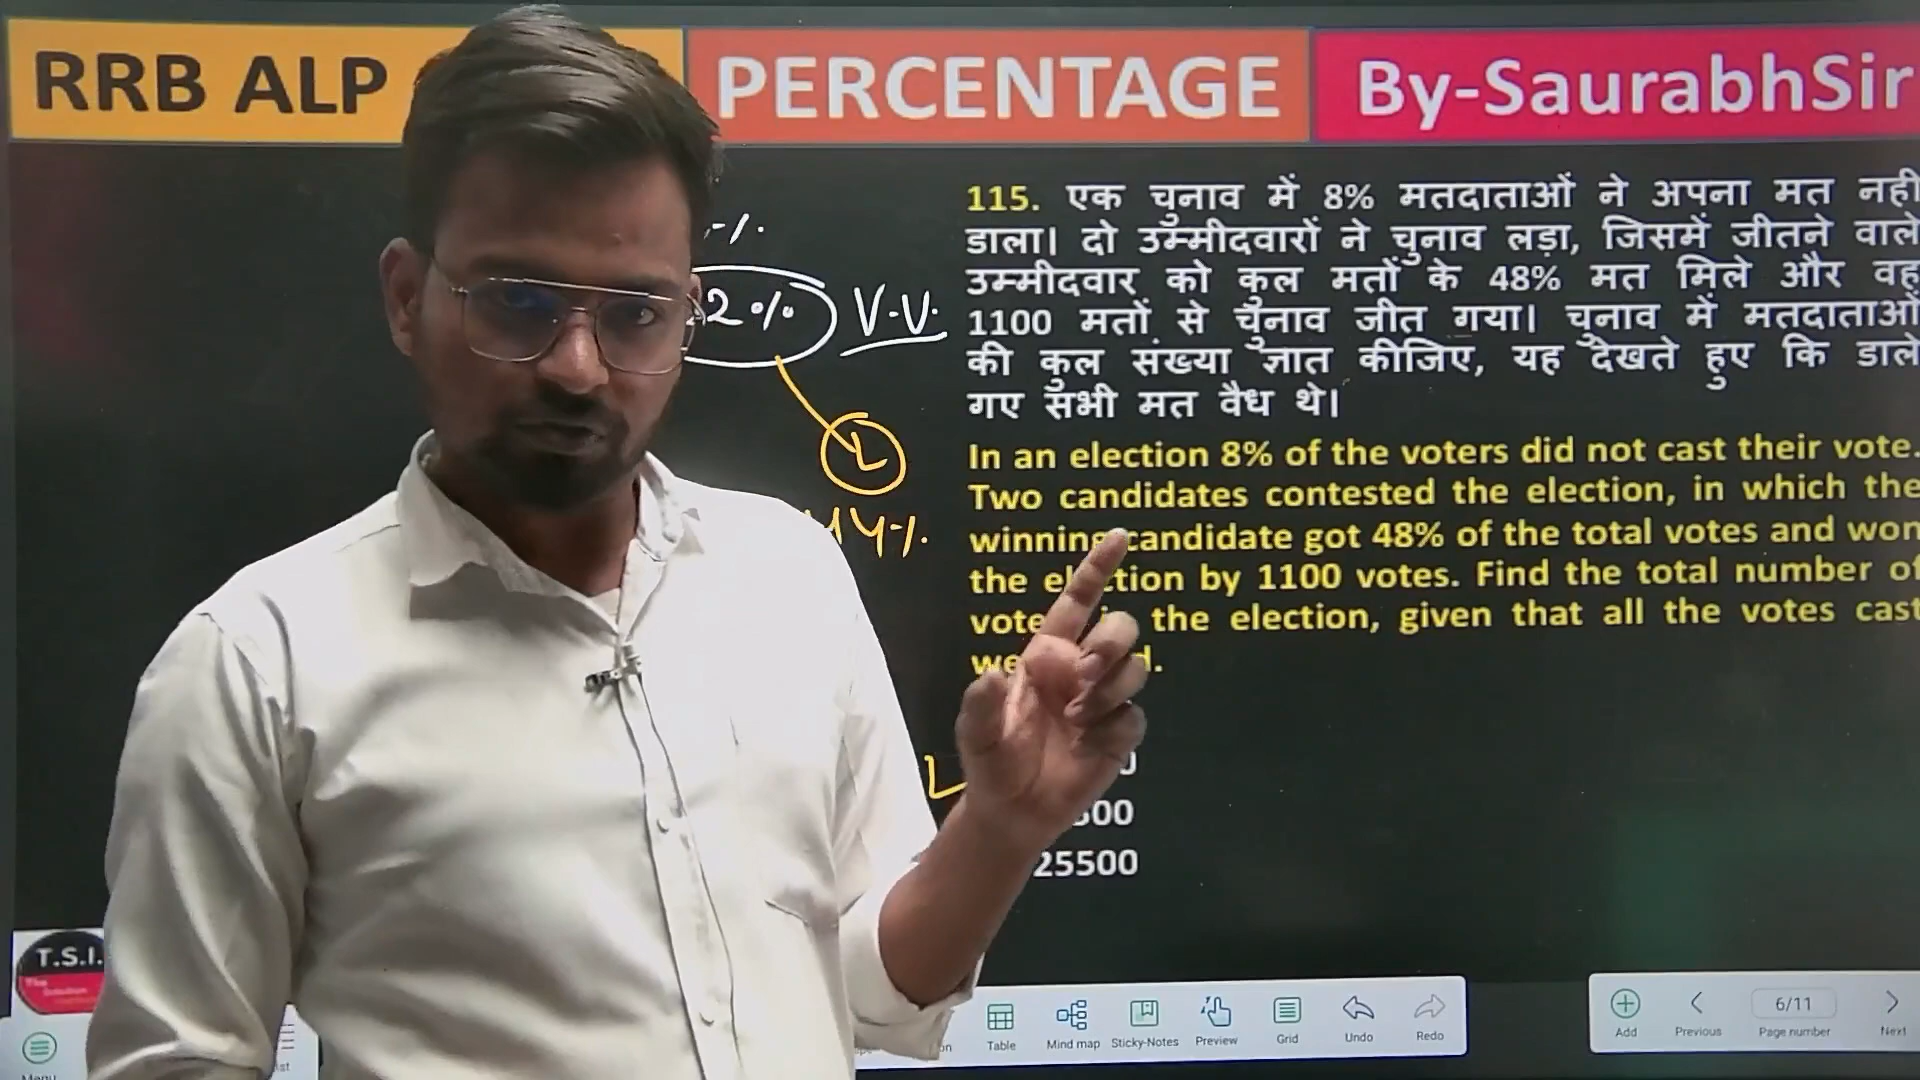 RRB ALP
PERCENTAGE
By-SaurabhSir
115. एक चुनाव में 8% मतदाताओं ने अपना मत नही
डाला। दो उम्मीदवारों ने चुनाव लड़ा, जिसमें जीतने वाले
उम्मीदवार को कुल मतों के 48% मत मिले और वह
1100 मतों से चुनाव जीत गया। चुनाव में मतदाताओं
की कुल संख्या ज्ञात कीजिए, यह देखते हुए कि डाले
गए सभी मत वैध थे।
2% V.V.
L
44%
In an election 8% of the voters did not cast their vote.
Two candidates contested the election, in which the
winning candidate got 48% of the total votes and won
the election by 1100 votes. Find the total number of
the election, given that all the votes cast
L
25500
T.S.I.
The
Table
Mind map
Sticky-Notes
Preview
Grid
Undo
Redo
Add
Previous
6/11
Page number
Next